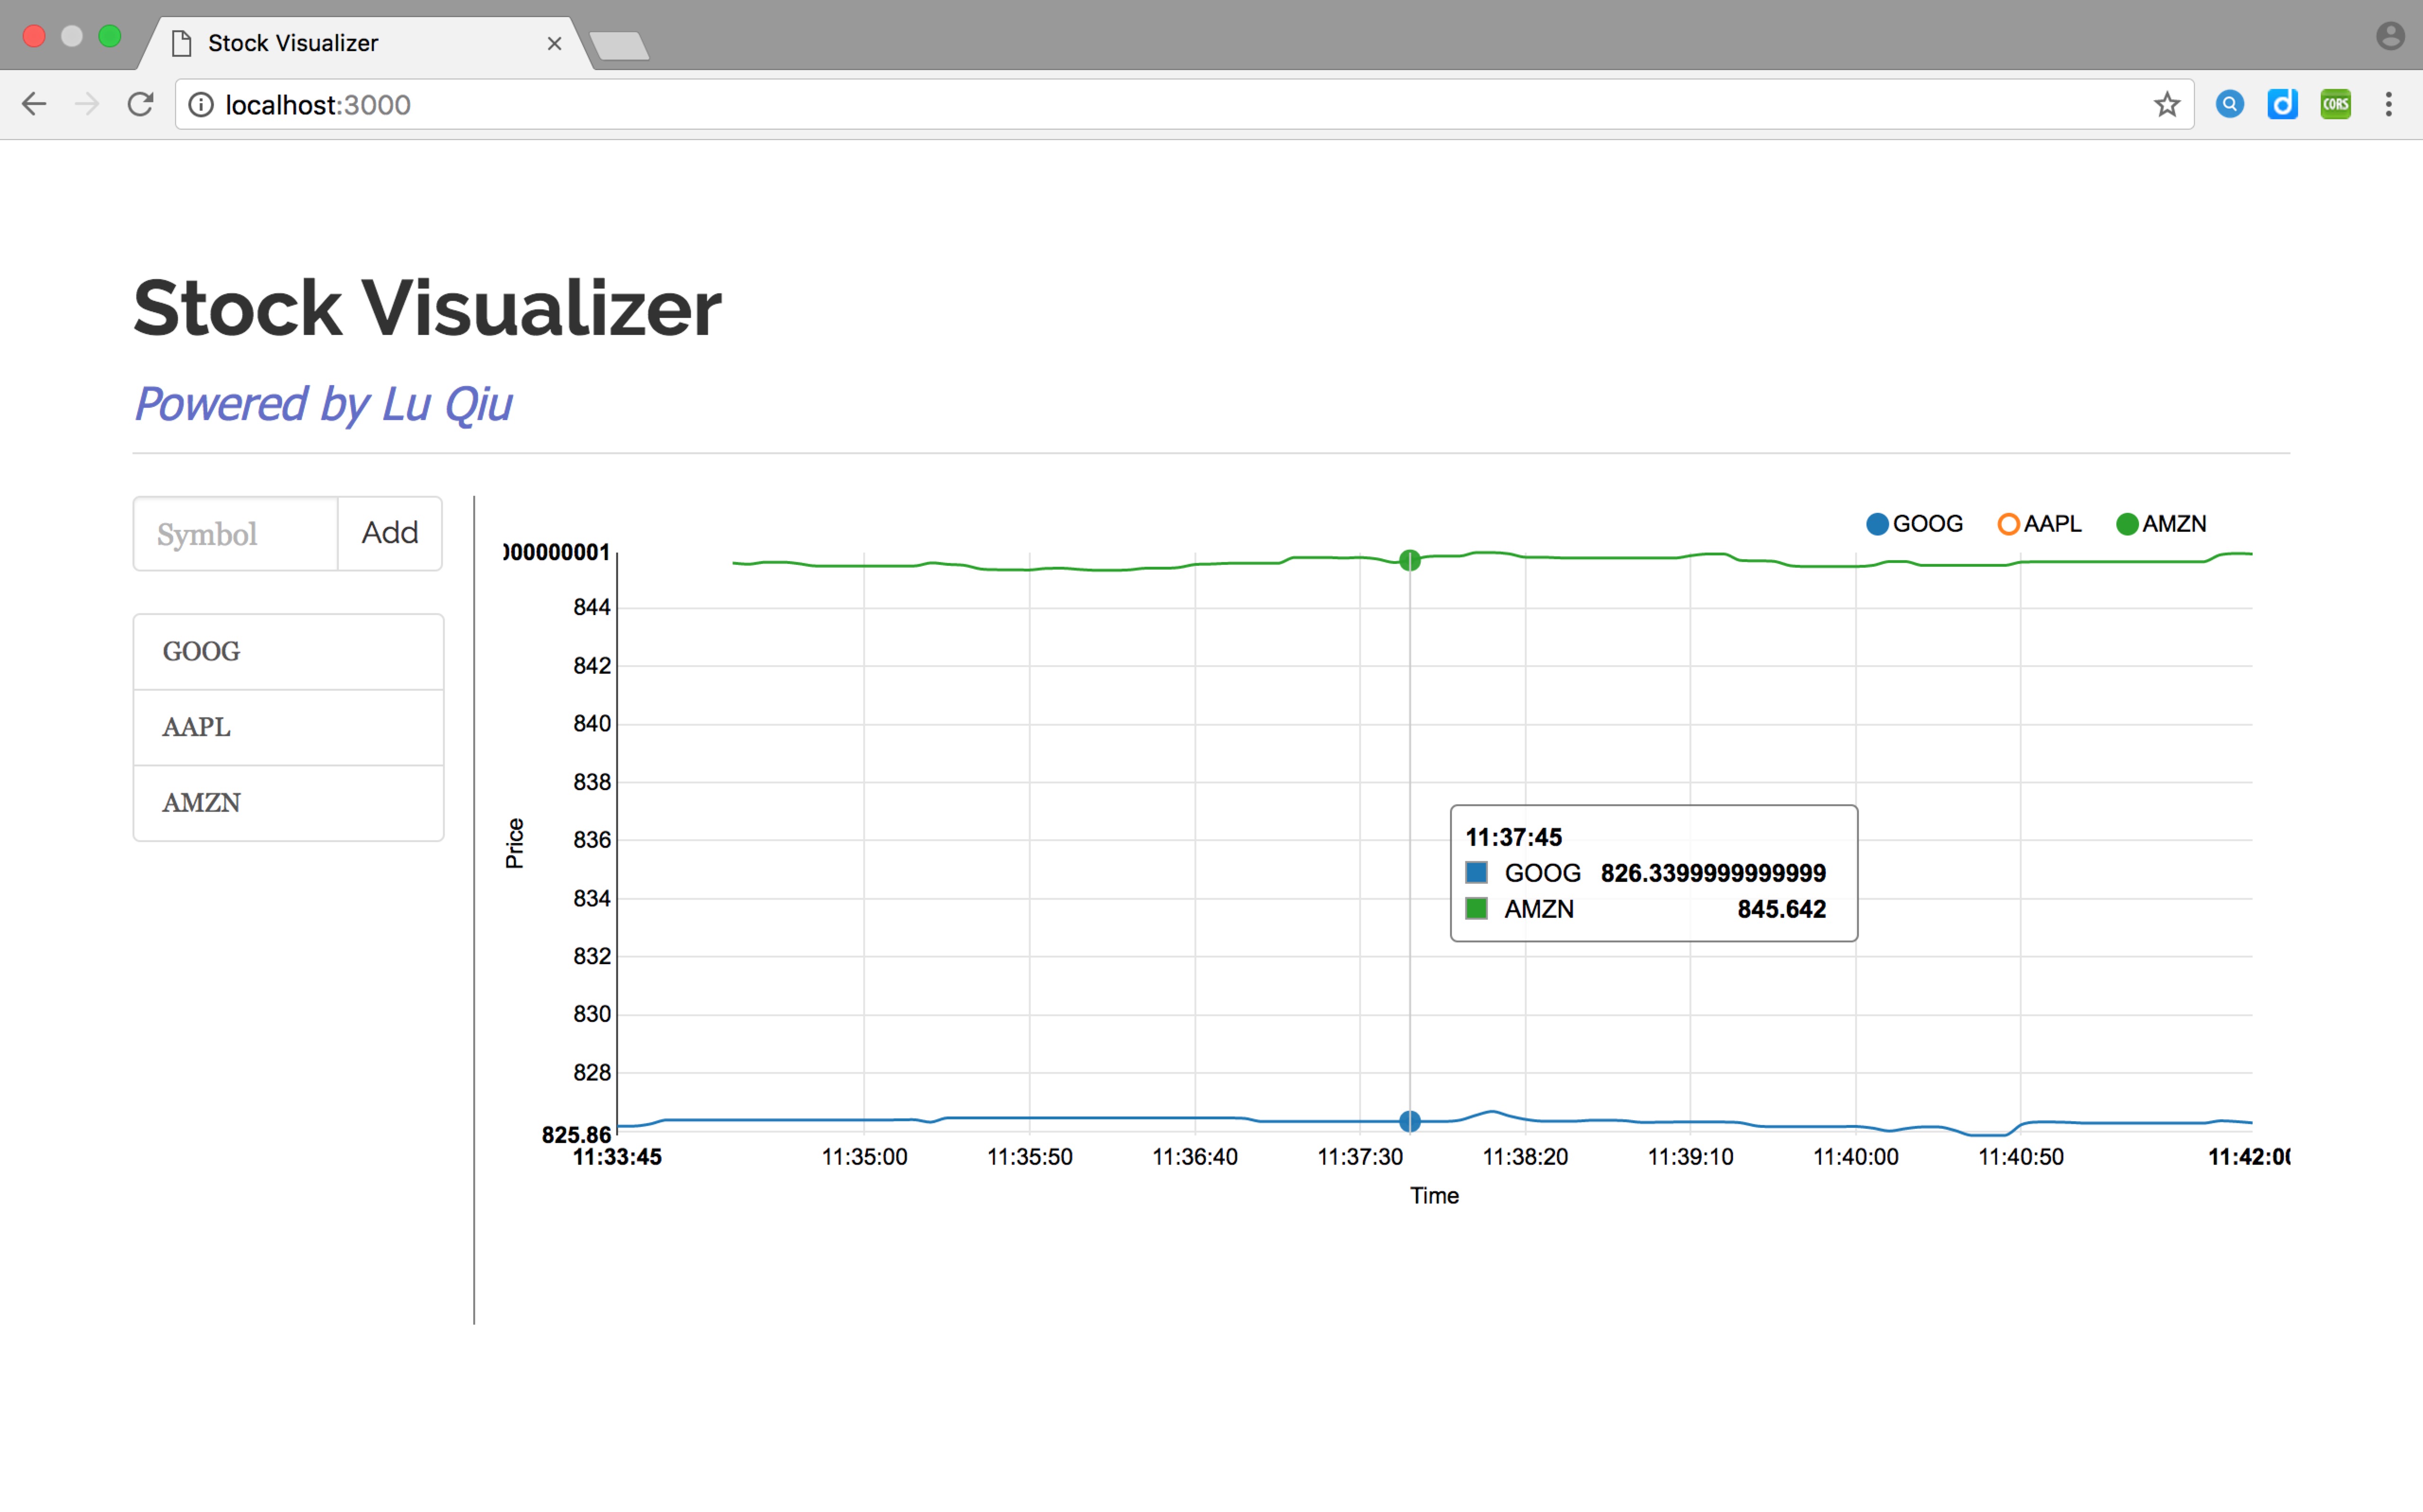 Stock Visualizer
localhost:3000
CORS
Stock Visualizer
Powered by Lu Qiu
Symbol
Add
GOOG
AAPL
AMZN
GOOG
AAPL
AMZN
000000001
844
842
840
838
836
834
832
830
828
825.86
Price
11:37:45
GOOG 826.3399999999999
AMZN 845.642
11:33:45
11:35:00
11:35:50
11:36:40
11:37:30
11:38:20
11:39:10
11:40:00
11:40:50
11:42:00
Time